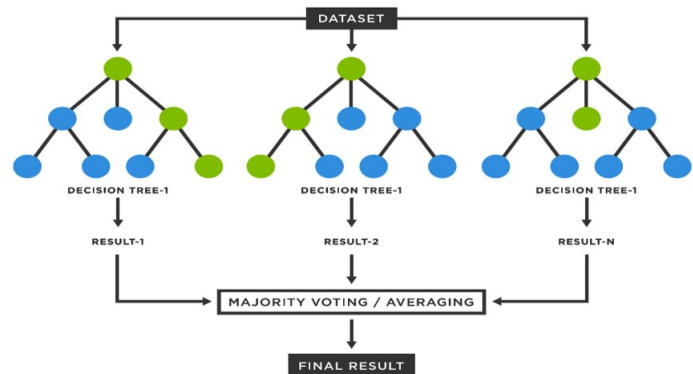 DATASET
DECISION TREE-1
DECISION TREE-1
DECISION TREE-1
RESULT-1
RESULT-2
RESULT-N
MAJORITY VOTING / AVERAGING
FINAL RESULT